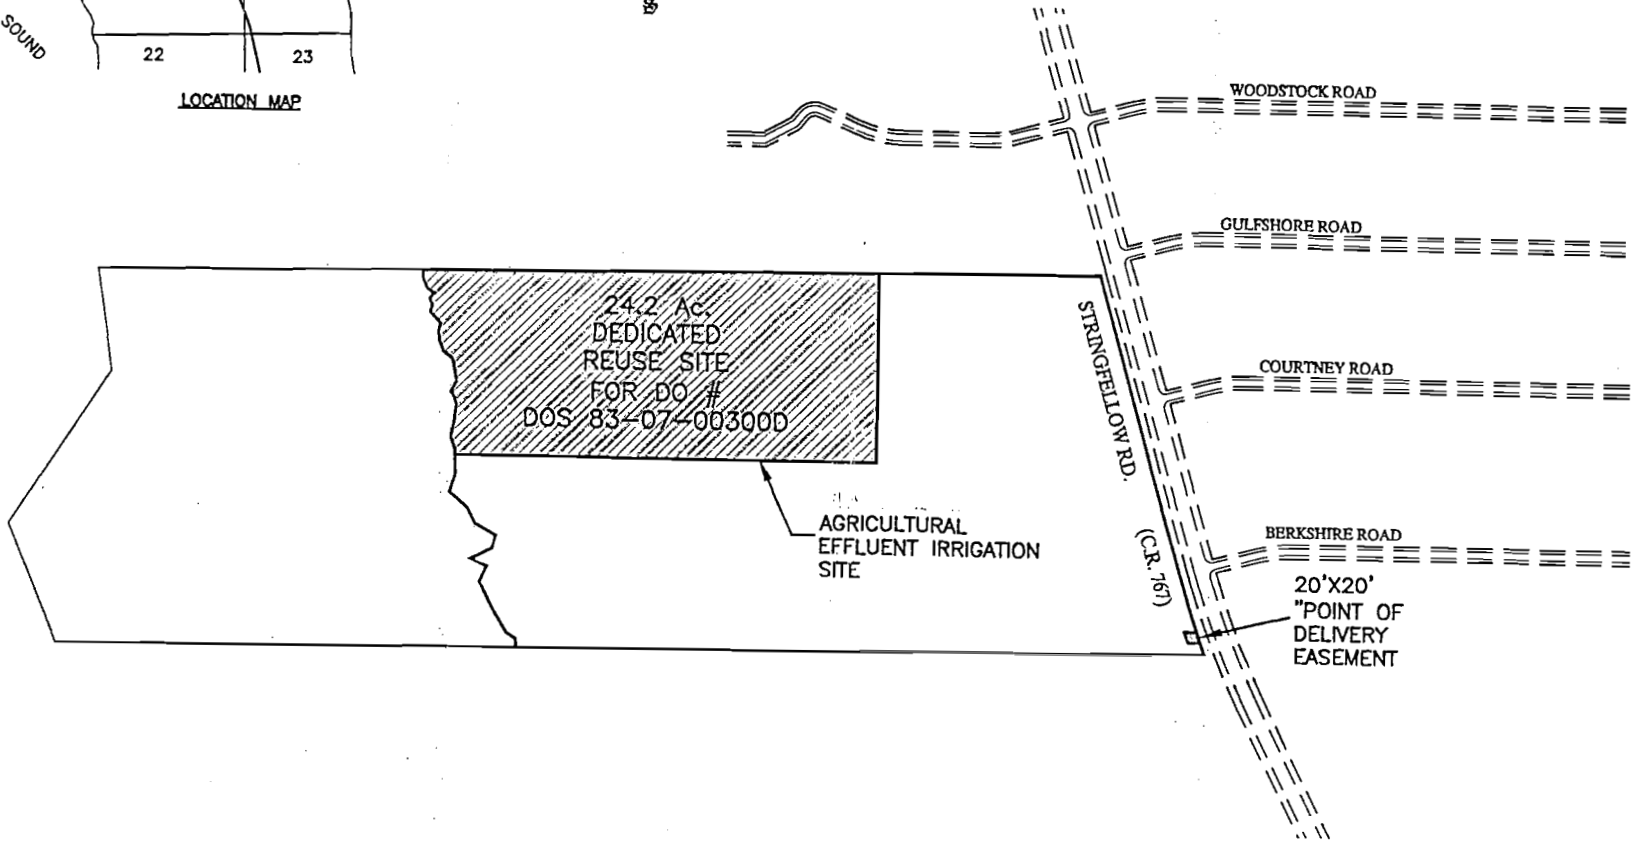 SOUND
22
23
LOCATION MAP
WOODSTOCK ROAD
GULFSHORE ROAD
COURTNEY ROAD
BERKSHIRE ROAD
STRINGFELLOW RD.
(C.R. 767)
24.2 Ac.
DEDICATED
REUSE SITE
FOR DO #
DOS 83-07-00300D
AGRICULTURAL
EFFLUENT IRRIGATION
SITE
20'X20'
"POINT OF
DELIVERY
EASEMENT